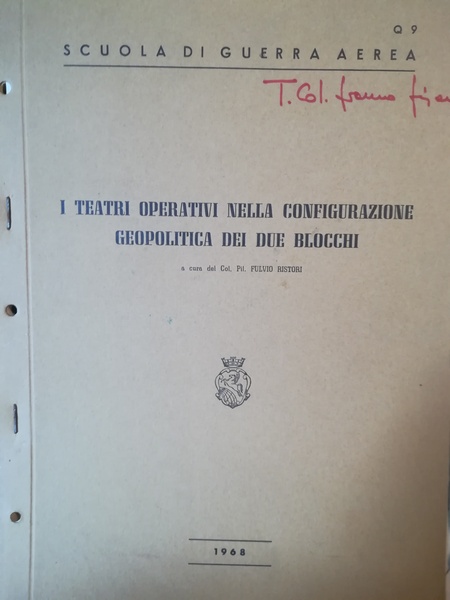 Q 9
SCUOLA DI GUERRA AEREA
T. Col. franco
I TEATRI OPERATIVI NELLA CONFIGURAZIONE
GEOPOLITICA DEI DUE BLOCCHI
a cura del Col. Pil. FULVIO RISTORI
1968